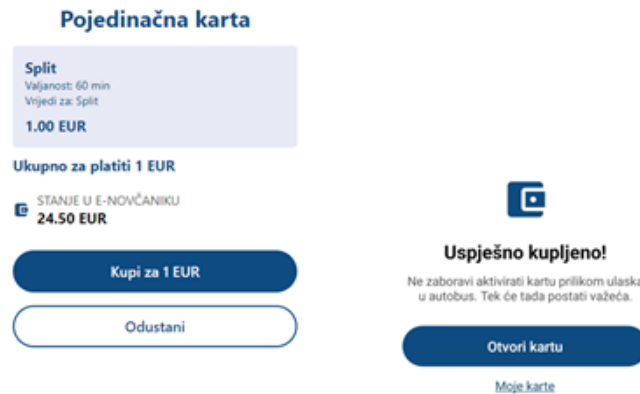 Pojedinačna karta
Split
Valjanost: 60 min
Vrijedi za: Split
1.00 EUR
Ukupno za platiti 1 EUR
STANJE U E-NOVČANIKU
24.50 EUR
Kupi za 1 EUR
Odustani
Uspješno kupljeno!
Ne zaboravi aktivirati kartu prilikom ulaska
u autobus. Tek će tada postati važeća.
Otvori kartu
Moje karte